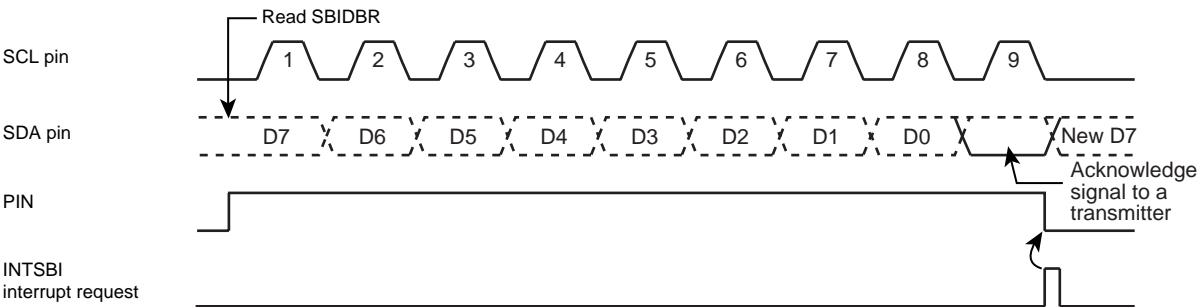 Read SBIDBR
SCL pin
1 2 3 4 5 6 7 8 9
SDA pin
D7 D6 D5 D4 D3 D2 D1 D0 New D7
Acknowledge
signal to a
transmitter
PIN
INTSBI
interrupt request